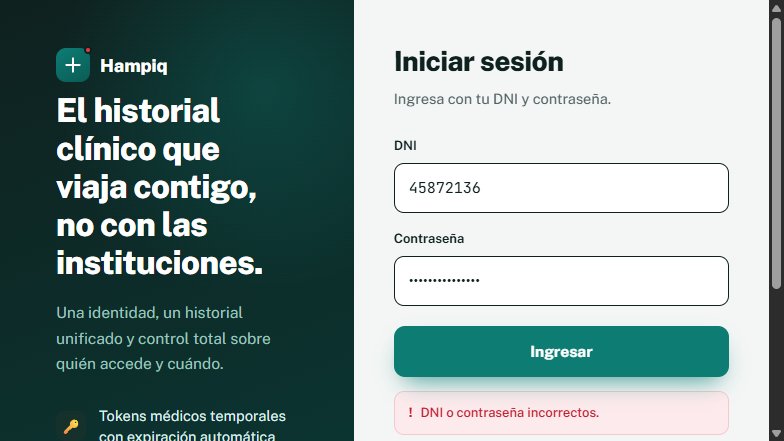 Hampiq
El historial
clínico que
viaja contigo,
no con las
instituciones.
Una identidad, un historial
unificado y control total sobre
quién accede y cuándo.
Tokens médicos temporales
con expiración automática
Iniciar sesión
Ingresa con tu DNI y contraseña.
DNI
45872136
Contraseña
•••••••••••••••
Ingresar
! DNI o contraseña incorrectos.